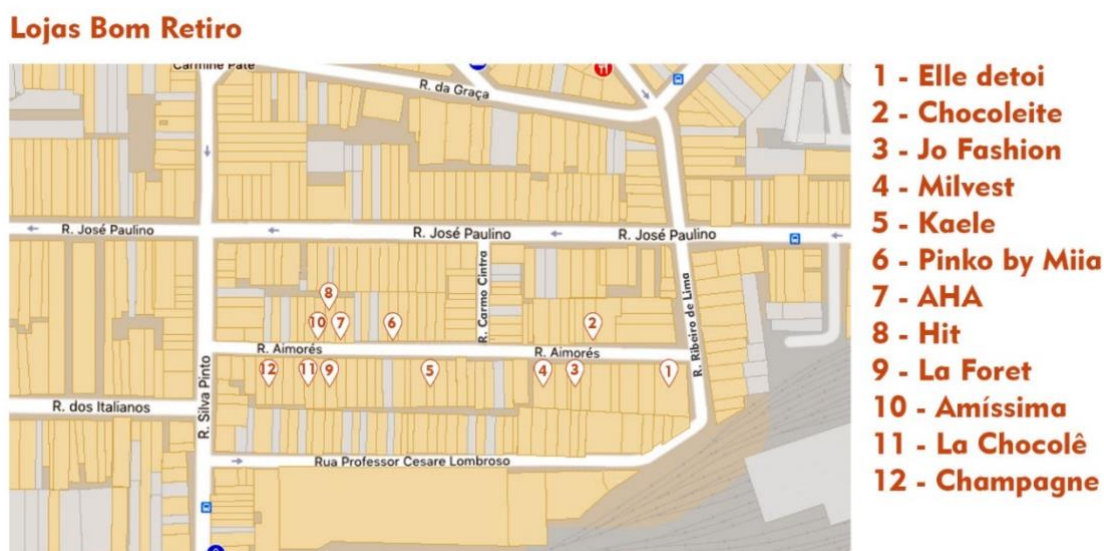 Lojas Bom Retiro
Carmine Pate
R. da Graça
R. José Paulino
R. José Paulino
R. José Paulino
R. Carmo Cintra
R. Ribeiro de Lima
8
10
7
6
2
R. Aimorés
R. Aimorés
12
11
9
5
4
3
1
R. Silva Pinto
R. dos Italianos
Rua Professor Cesare Lombroso
1 - Elle detoi
2 - Chocoleite
3 - Jo Fashion
4 - Milvest
5 - Kaele
6 - Pinko by Miia
7 - AHA
8 - Hit
9 - La Foret
10 - Amíssima
11 - La Chocolê
12 - Champagne